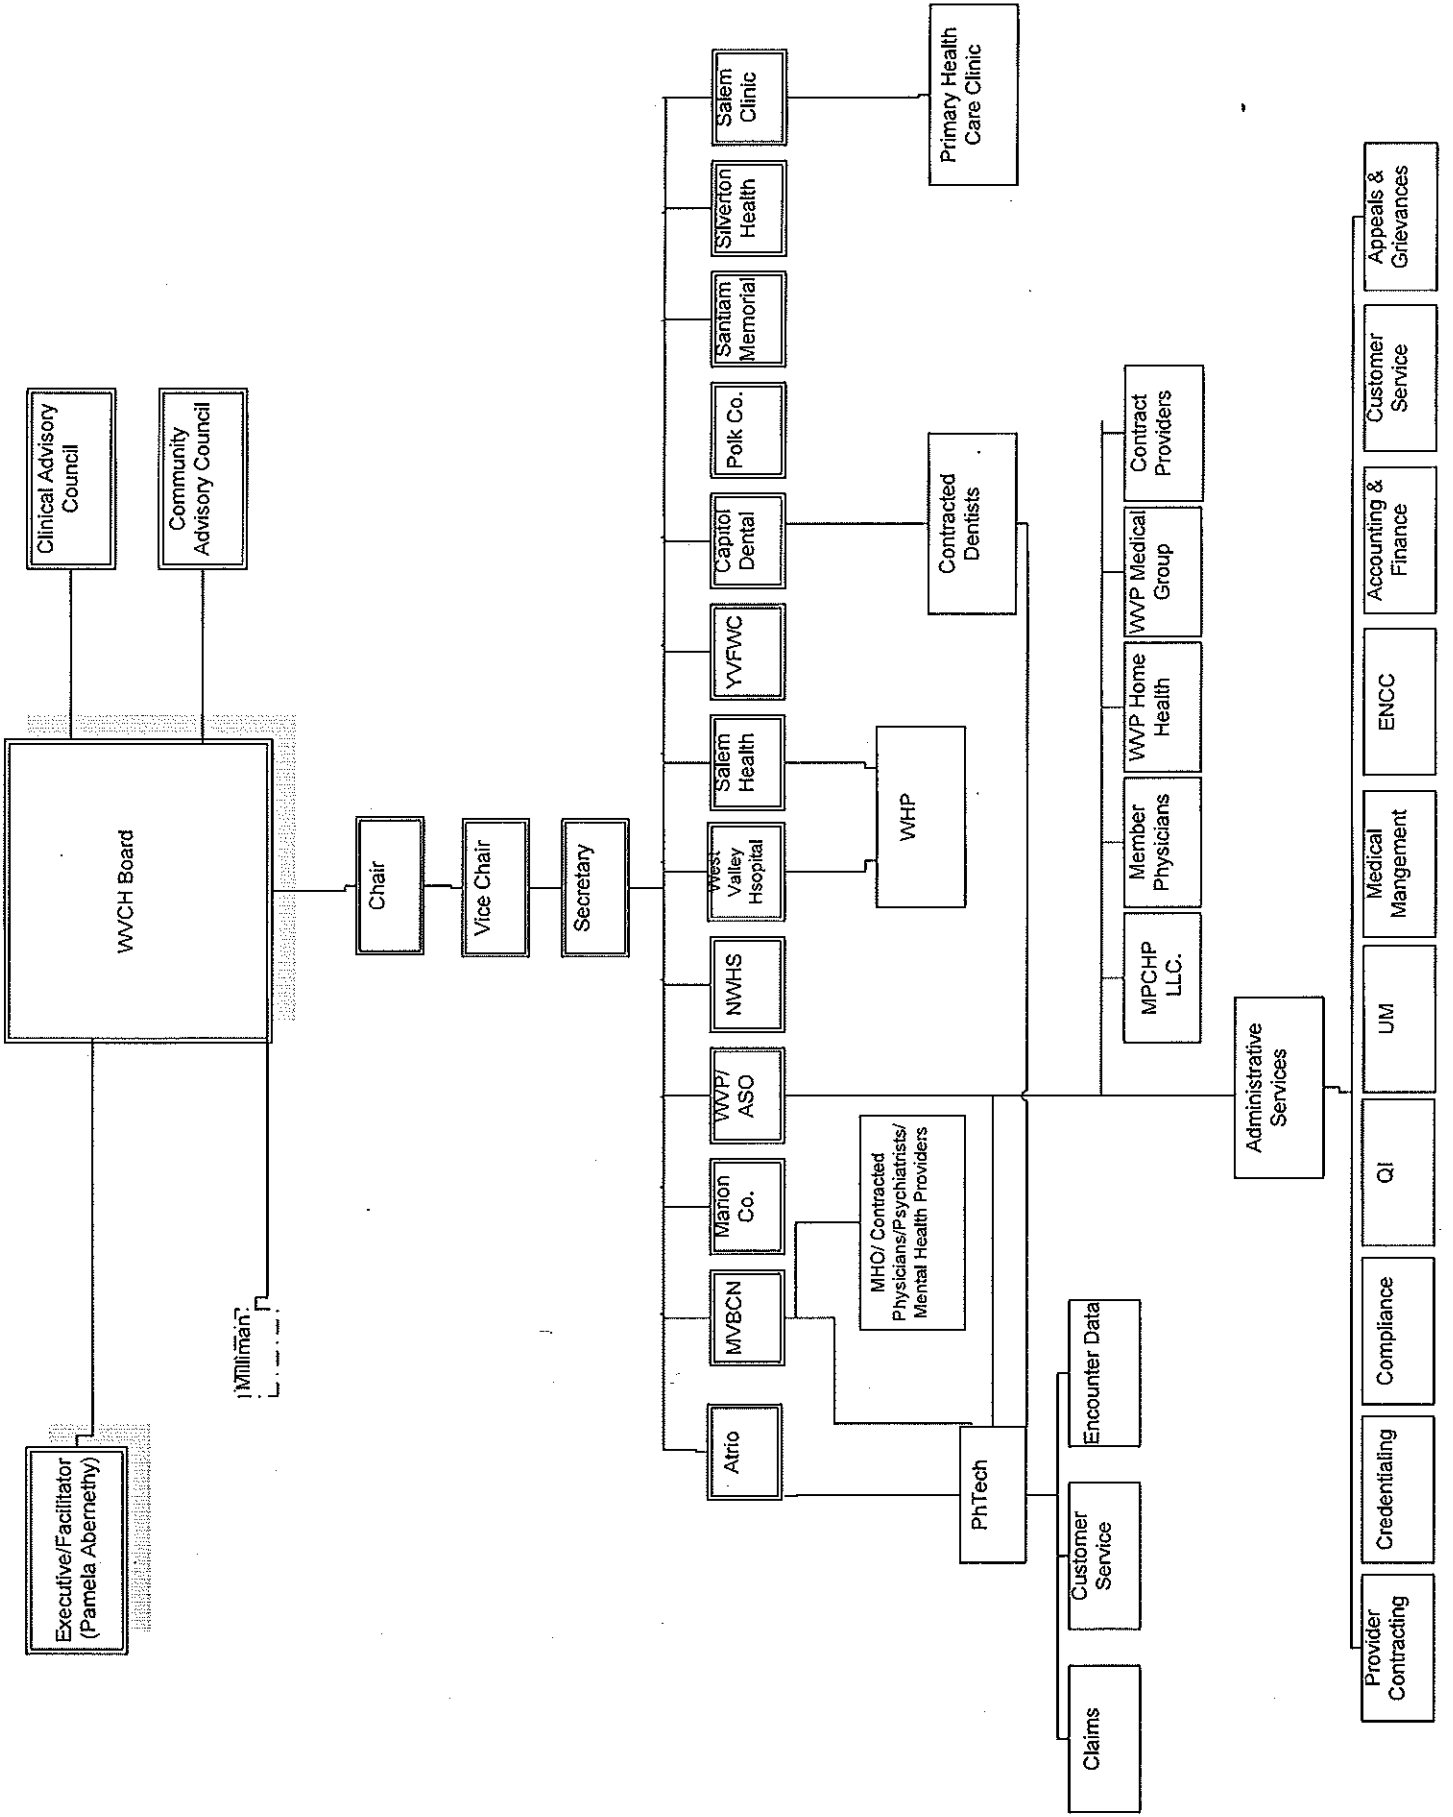 WVCH Board
Executive/Facilitator
(Pamela Abernethy)
Milliman
Clinical Advisory
Council
Community
Advisory Council
Chair
Vice Chair
Secretary
Atrio
MVBCN
Marion
Co.
WVP/
ASO
NWHS
West
Valley
Hsopital
Salem
Health
YVFWC
Capitol
Dental
Polk Co.
Santiam
Memorial
Silverton
Health
Salem
Clinic
MHO/ Contracted
Physicians/Psychiatrists/
Mental Health Providers
WHP
Contracted
Dentists
Primary Health
Care Clinic
PhTech
Claims
Customer
Service
Encounter Data
MPCHP
LLC.
Member
Physicians
WVP Home
Health
WVP Medical
Group
Contract
Providers
Administrative
Services
Provider
Contracting
Credentialing
Compliance
QI
UM
Medical
Mangement
ENCC
Accounting &
Finance
Customer
Service
Appeals &
Grievances